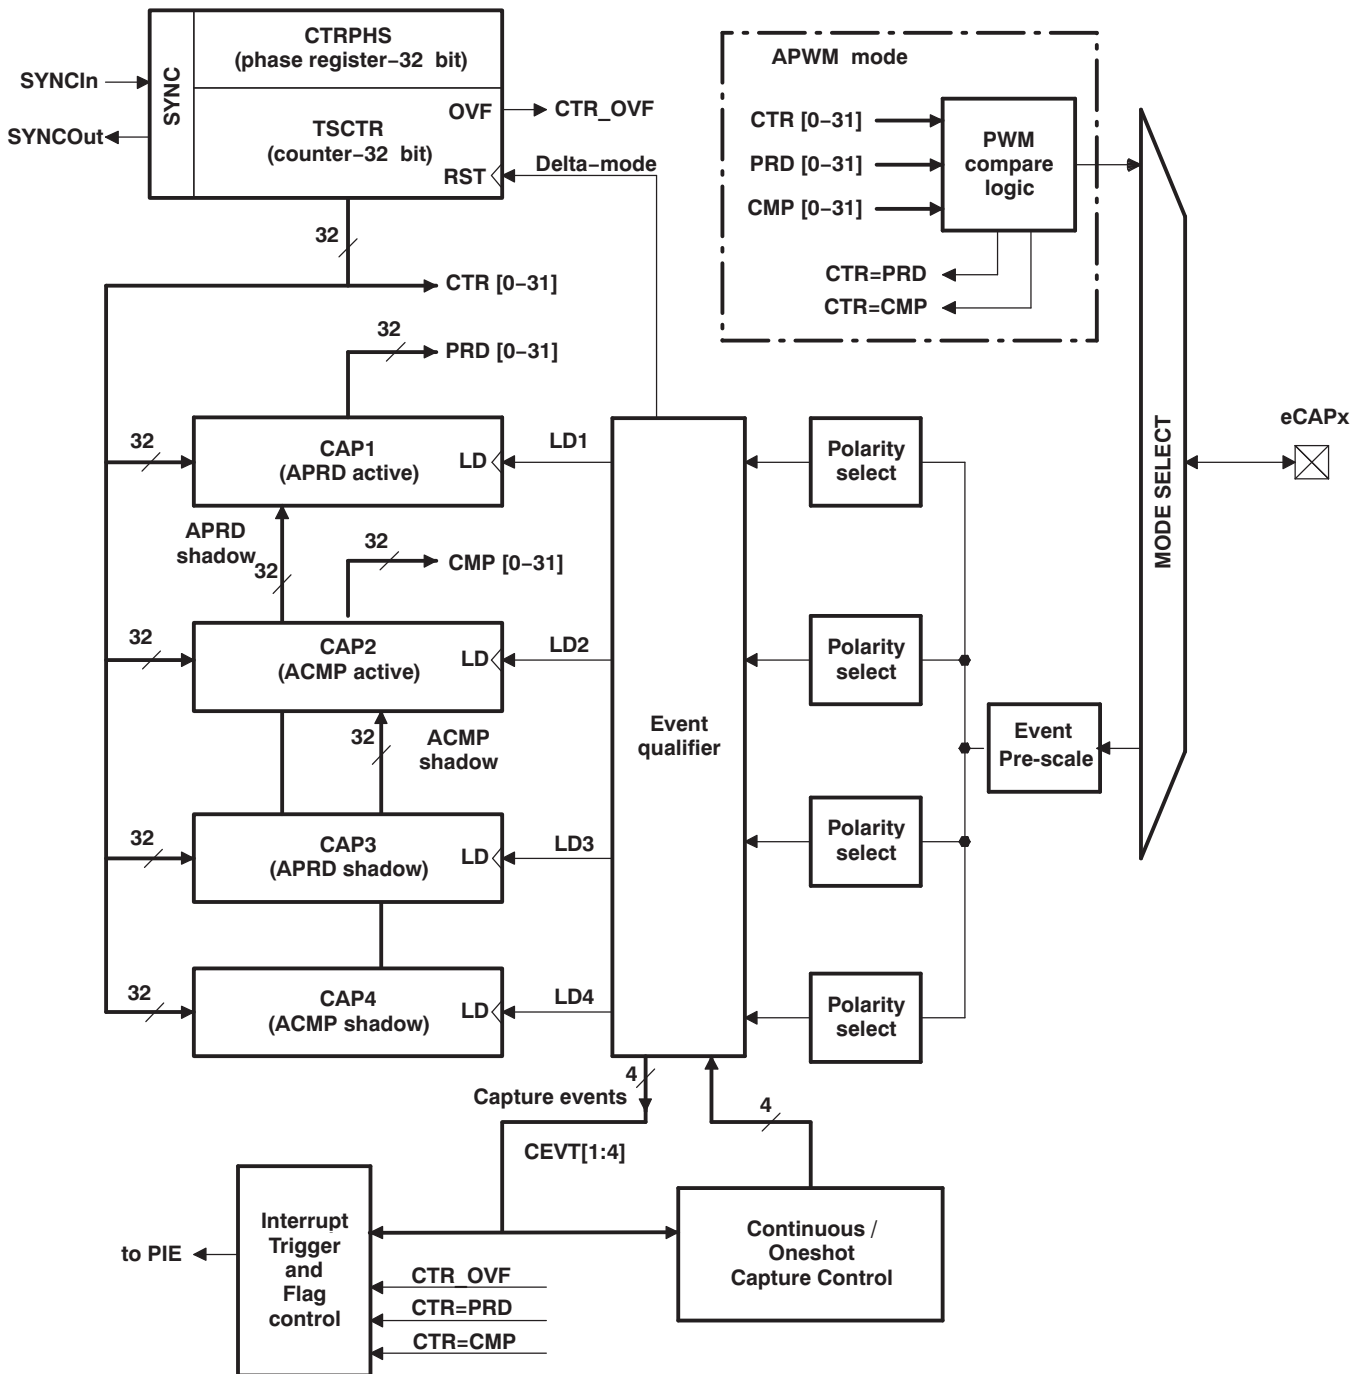 CTRPHS
(phase register−32 bit)
SYNC
SYNCIn
SYNCOut
OVF
CTR_OVF
TSCTR
(counter−32 bit)
RST
Delta−mode
32
CTR [0−31]
32
PRD [0−31]
APWM mode
CTR [0−31]
PRD [0−31]
CMP [0−31]
PWM
compare
logic
CTR=PRD
CTR=CMP
32
CAP1
(APRD active)
LD
LD1
Polarity
select
MODE SELECT
eCAPx
APRD
shadow
32
32
CMP [0−31]
32
CAP2
(ACMP active)
LD
LD2
Polarity
select
32
ACMP
shadow
Event
qualifier
Event
Pre-scale
32
CAP3
(APRD shadow)
LD
LD3
Polarity
select
32
CAP4
(ACMP shadow)
LD
LD4
Polarity
select
4
Capture events
4
CEVT[1:4]
to PIE
Interrupt
Trigger
and
Flag
control
CTR_OVF
CTR=PRD
CTR=CMP
Continuous /
Oneshot
Capture Control